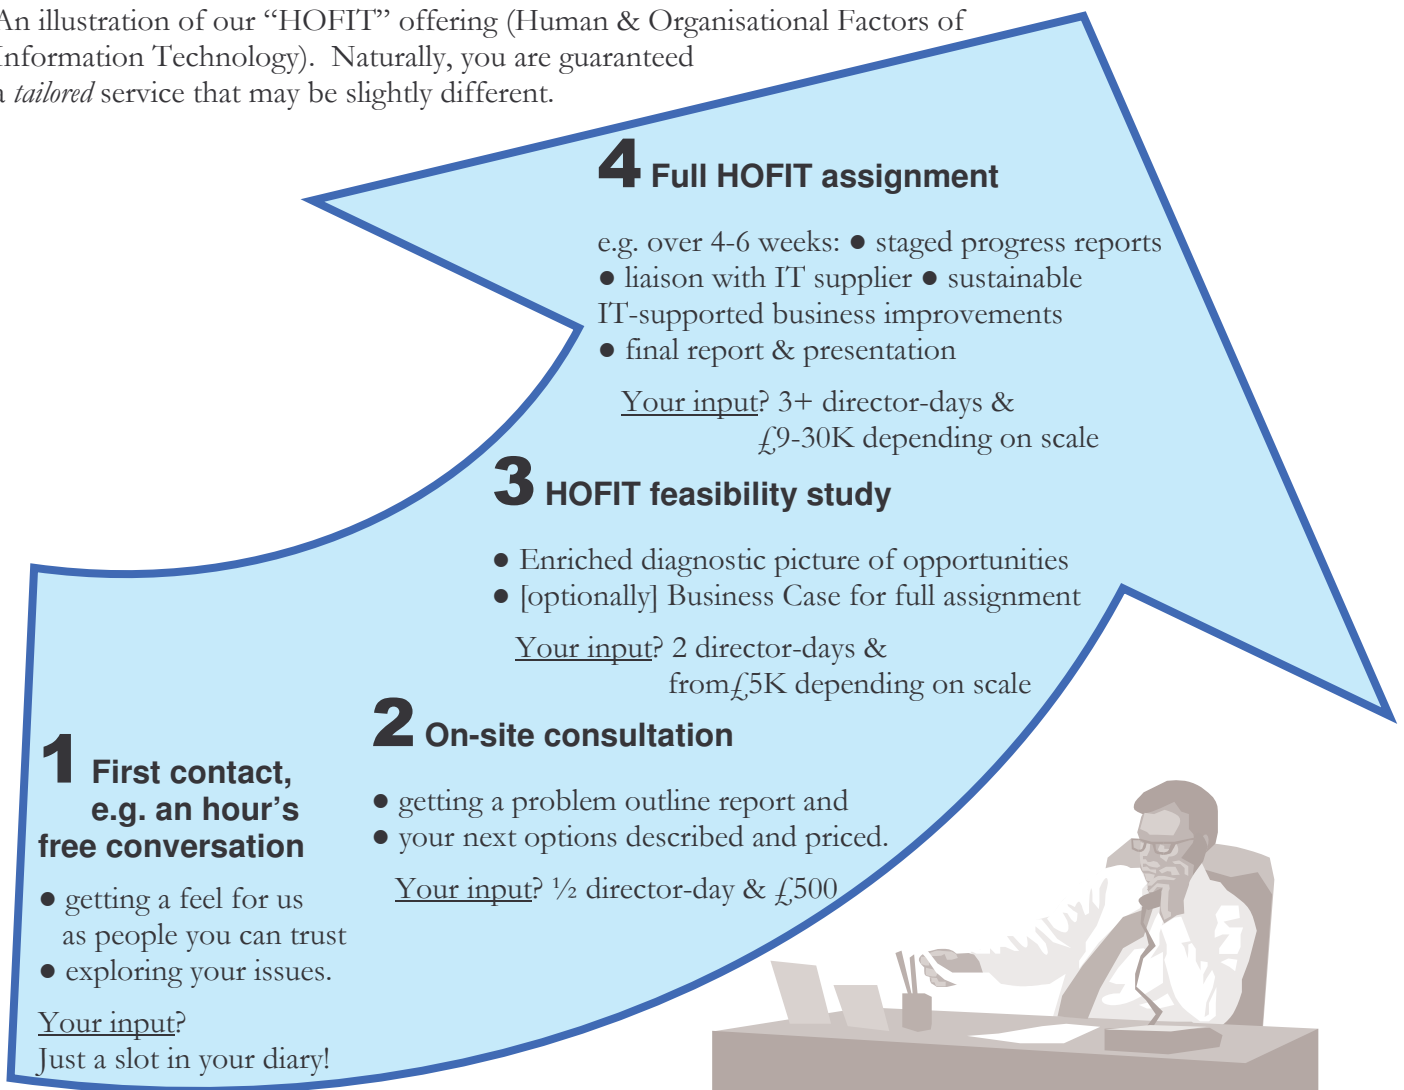 An illustration of our “HOFIT” offering (Human & Organisational Factors of
Information Technology). Naturally, you are guaranteed
a tailored service that may be slightly different.
4 Full HOFIT assignment
e.g. over 4-6 weeks: ● staged progress reports
● liaison with IT supplier ● sustainable
IT-supported business improvements
● final report & presentation
Your input? 3+ director-days &
£9-30K depending on scale
3 HOFIT feasibility study
● Enriched diagnostic picture of opportunities
● [optionally] Business Case for full assignment
Your input? 2 director-days &
from£5K depending on scale
2 On-site consultation
● getting a problem outline report and
● your next options described and priced.
Your input? ½ director-day & £500
1 First contact,
e.g. an hour’s
free conversation
● getting a feel for us
as people you can trust
● exploring your issues.
Your input?
Just a slot in your diary!